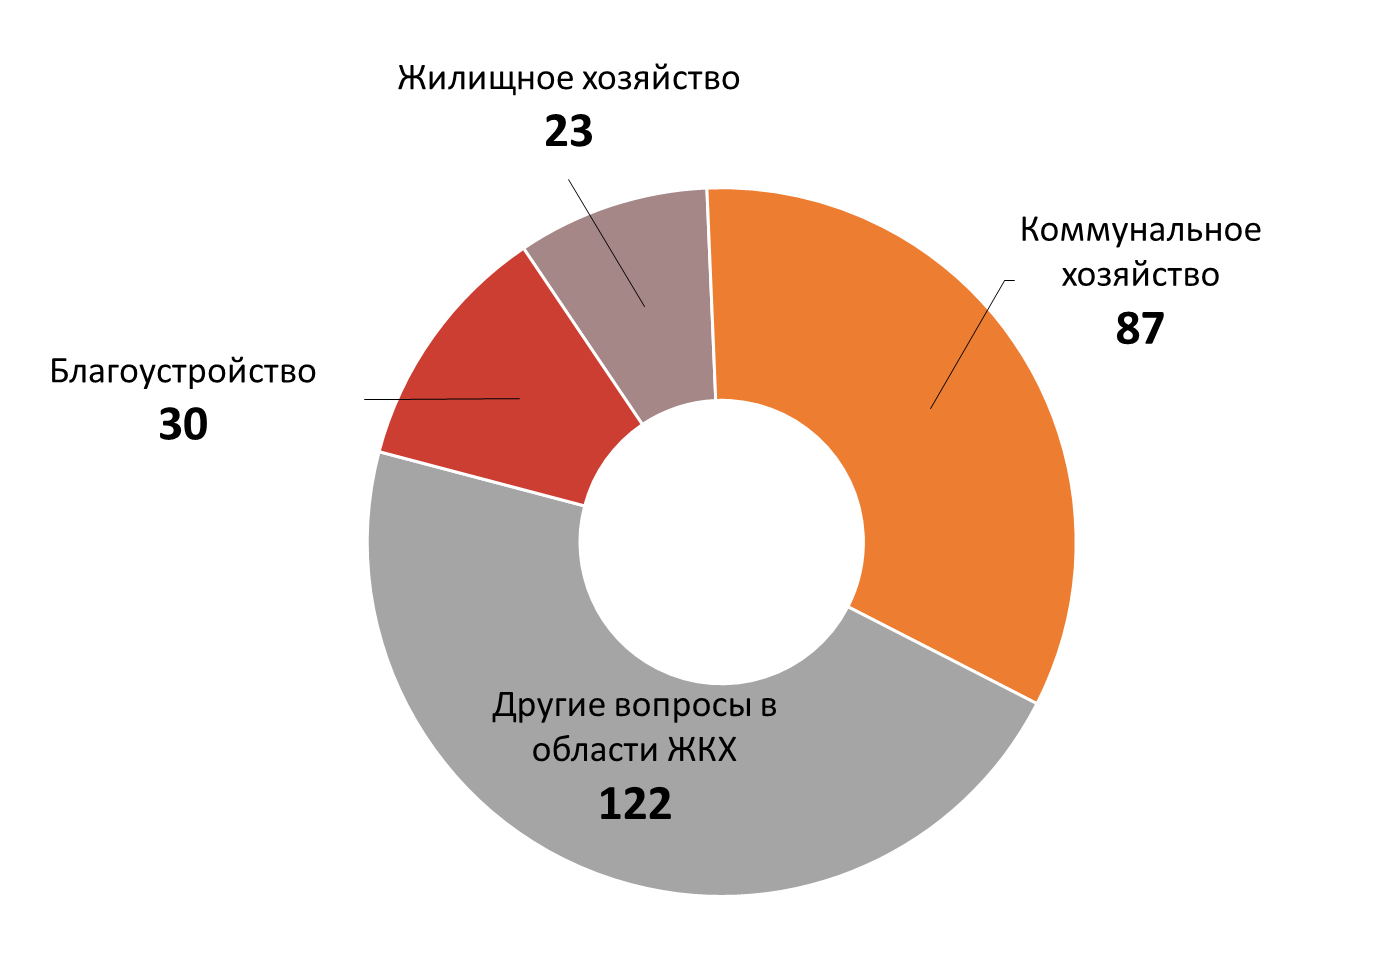 Жилищное хозяйство
23
Коммунальное
хозяйство
87
Благоустройство
30
Другие вопросы в
области ЖКХ
122